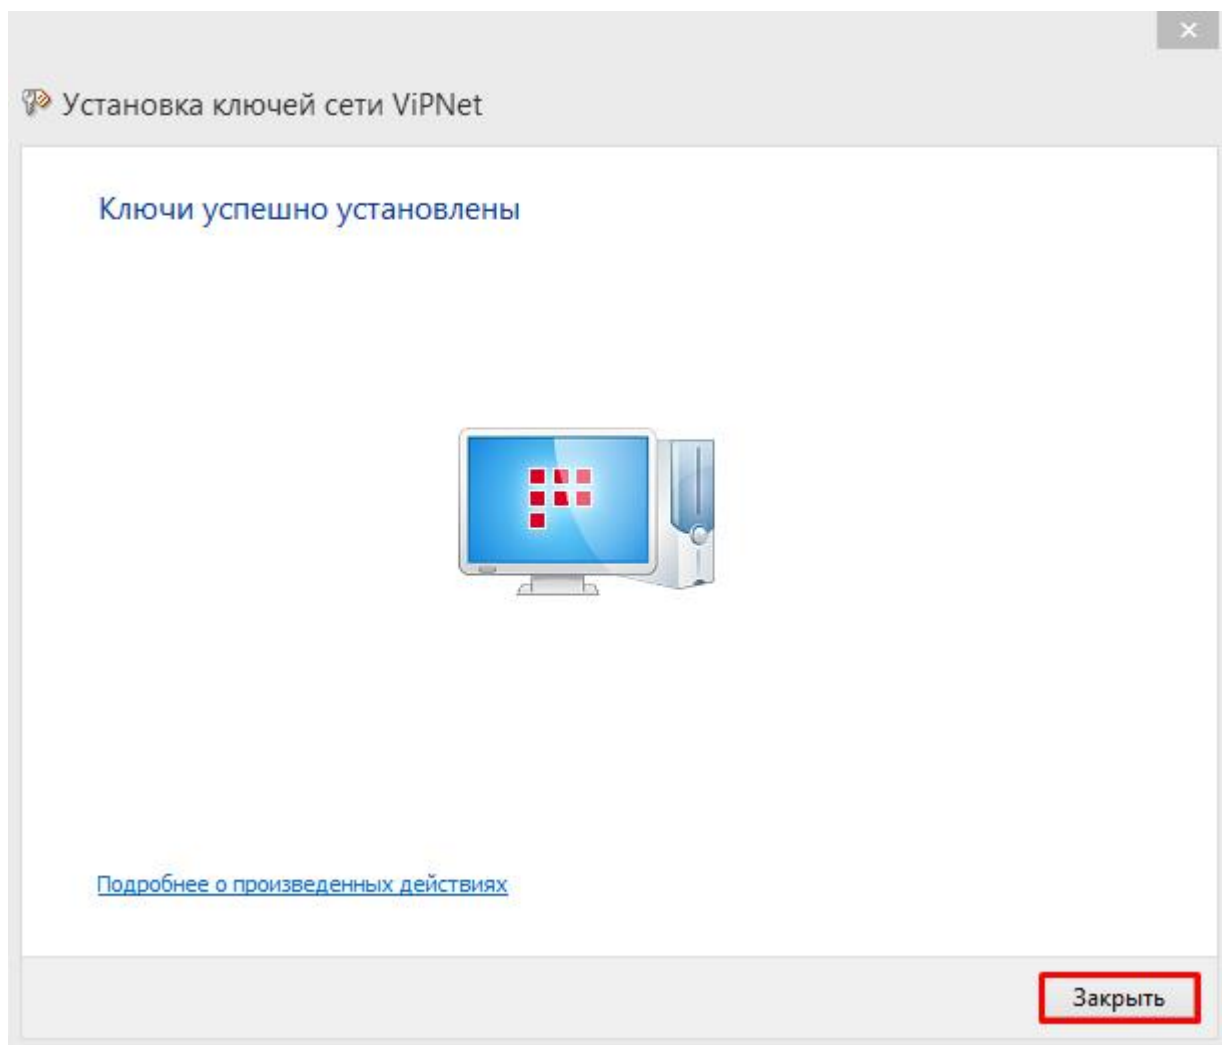 Установка ключей сети ViPNet
Ключи успешно установлены
Подробнее о произведенных действиях
Закрыть